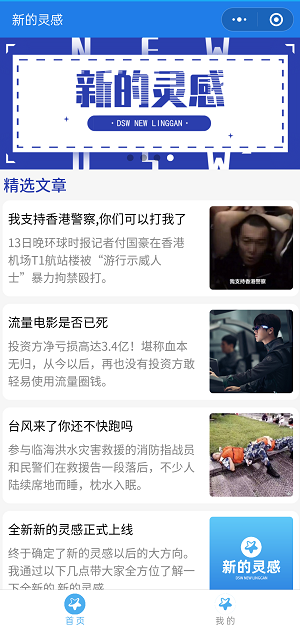 新的灵感
N E W
新的灵感
·DSW NEW LINGGAN·
精选文章
我支持香港警察,你们可以打我了
13日晚环球时报记者付国豪在香港
机场T1航站楼被“游行示威人
士”暴力拘禁殴打。
我支持香港警察
流量电影是否已死
投资方净亏损高达3.4亿！堪称血本
无归，从今以后，再也没有投资方敢
轻易使用流量圈钱。
台风来了你还不快跑吗
参与临海洪水灾害救援的消防指战员
和民警们在救援告一段落后，不少人
陆续席地而睡，枕水入眠。
全新新的灵感正式上线
终于确定了新的灵感以后的大方向。
我通过以下几点带大家全方位了解一
下全新的 新的灵感
新的灵感
DSW NEWLINGGAN
首页
我的